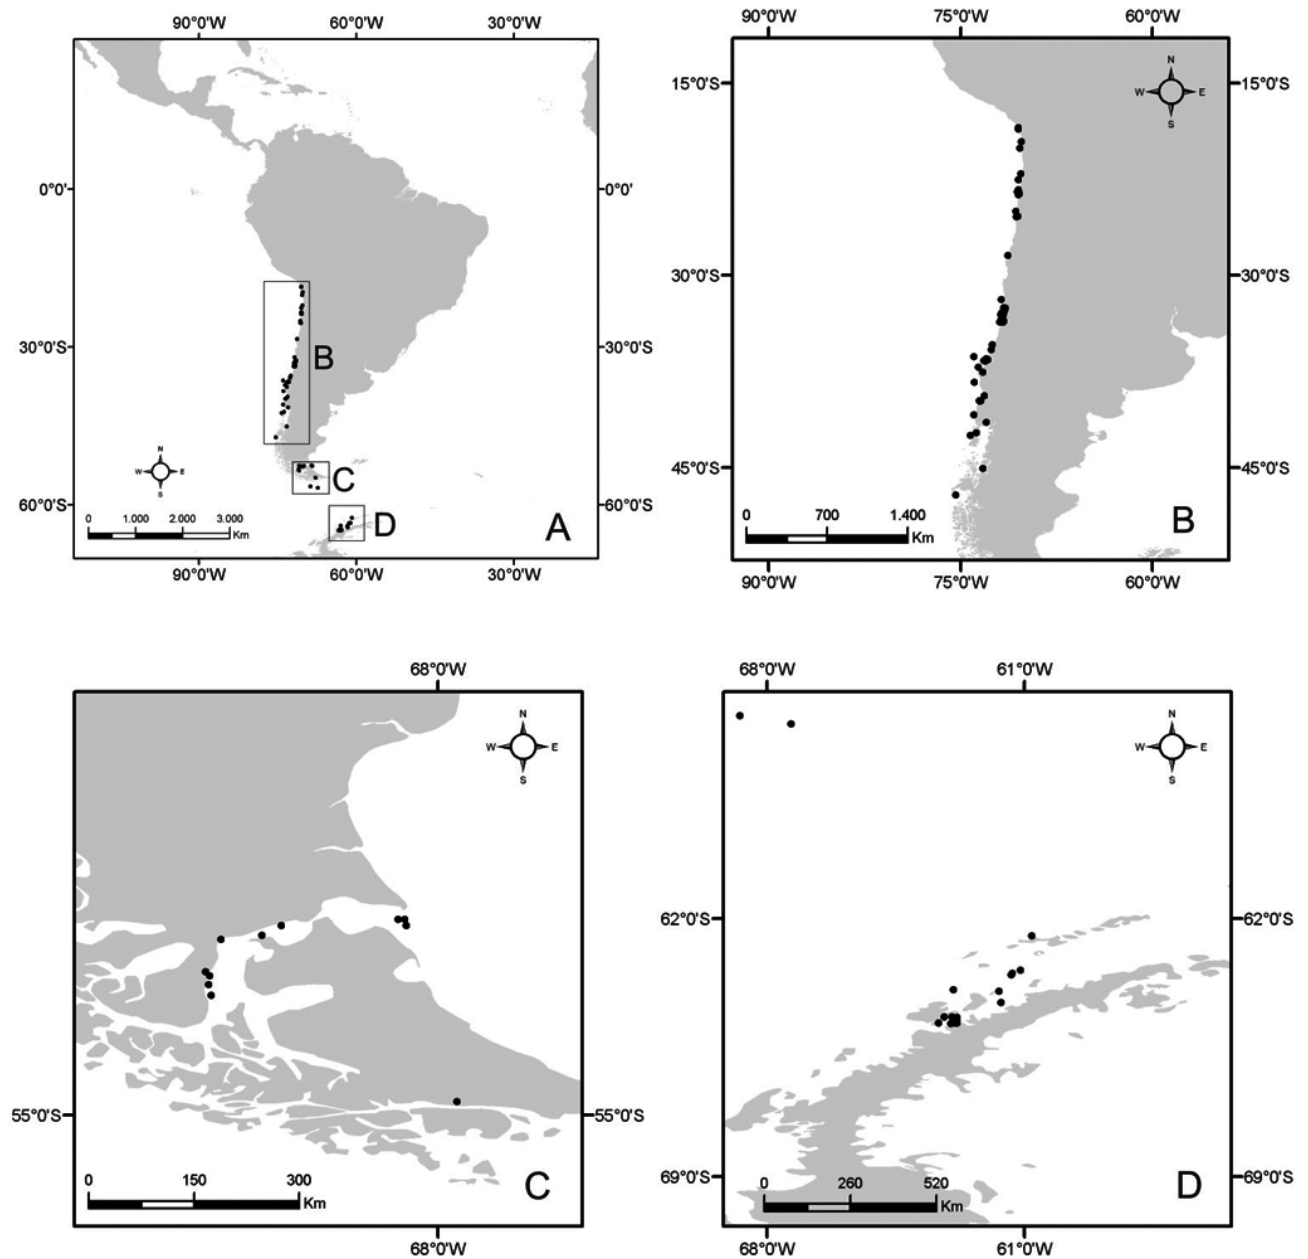 90°0'W 60°0'W 30°0'W
0°0' 0°0'
30°0'S 30°0'S
60°0'S 60°0'S
B
C
D
A
N
W E
S
0 1.000 2.000 3.000
Km
90°0'W 60°0'W 30°0'W
90°0'W 75°0'W 60°0'W
15°0'S 15°0'S
N
W E
S
30°0'S 30°0'S
45°0'S 45°0'S
0 700 1.400
Km
B
90°0'W 75°0'W 60°0'W
68°0'W
N
W E
S
55°0'S 55°0'S
0 150 300
Km
C
68°0'W
68°0'W 61°0'W
N
W E
S
62°0'S 62°0'S
69°0'S 69°0'S
0 260 520
Km
D
68°0'W 61°0'W